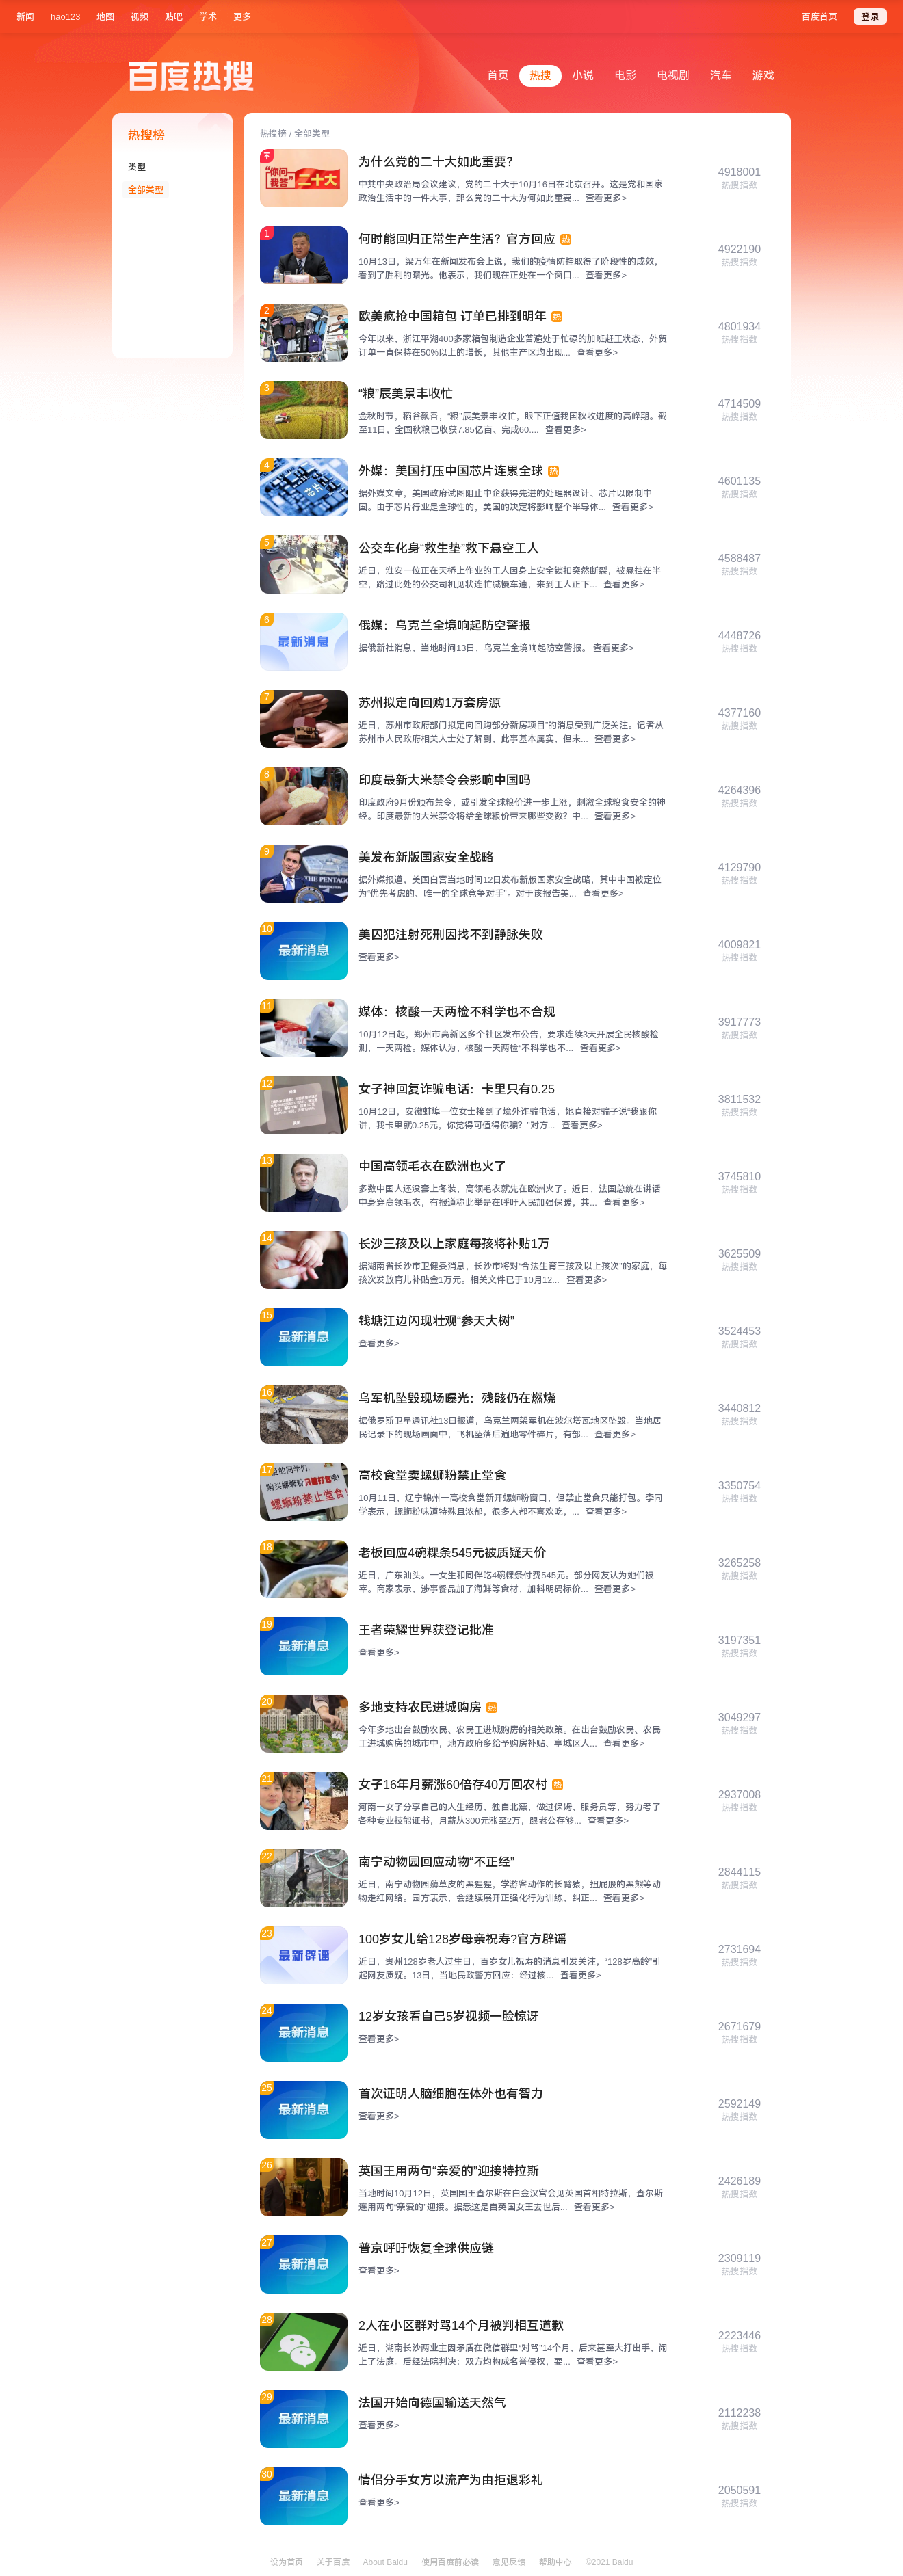 新闻 hao123 地图 视频 贴吧 学术 更多
百度首页 登录
百度热搜
首页 热搜 小说 电影 电视剧 汽车 游戏
热搜榜
类型
全部类型
热搜榜 / 全部类型
“你问我答” 二十大
为什么党的二十大如此重要?
中共中央政治局会议建议，党的二十大于10月16日在北京召开。这是党和国家
政治生活中的一件大事，那么党的二十大为何如此重要... 查看更多>
4918001
热搜指数
1
何时能回归正常生产生活？官方回应 热
10月13日，梁万年在新闻发布会上说，我们的疫情防控取得了阶段性的成效，
看到了胜利的曙光。他表示，我们现在正处在一个窗口... 查看更多>
4922190
热搜指数
2
欧美疯抢中国箱包 订单已排到明年 热
今年以来，浙江平湖400多家箱包制造企业普遍处于忙碌的加班赶工状态，外贸
订单一直保持在50%以上的增长，其他主产区均出现... 查看更多>
4801934
热搜指数
3
“粮”辰美景丰收忙
金秋时节，稻谷飘香，“粮”辰美景丰收忙，眼下正值我国秋收进度的高峰期。截
至11日，全国秋粮已收获7.85亿亩、完成60.... 查看更多>
4714509
热搜指数
4
芯片
外媒：美国打压中国芯片连累全球 热
据外媒文章，美国政府试图阻止中企获得先进的处理器设计、芯片以限制中
国。由于芯片行业是全球性的，美国的决定将影响整个半导体... 查看更多>
4601135
热搜指数
5
公交车化身“救生垫”救下悬空工人
近日，淮安一位正在天桥上作业的工人因身上安全锁扣突然断裂，被悬挂在半
空，路过此处的公交司机见状连忙减慢车速，来到工人正下... 查看更多>
4588487
热搜指数
6
最新消息
俄媒：乌克兰全境响起防空警报
据俄新社消息，当地时间13日，乌克兰全境响起防空警报。 查看更多>
4448726
热搜指数
7
苏州拟定向回购1万套房源
近日，苏州市政府部门拟定向回购部分新房项目”的消息受到广泛关注。记者从
苏州市人民政府相关人士处了解到，此事基本属实，但未... 查看更多>
4377160
热搜指数
8
印度最新大米禁令会影响中国吗
印度政府9月份颁布禁令，或引发全球粮价进一步上涨，刺激全球粮食安全的神
经。印度最新的大米禁令将给全球粮价带来哪些变数？中... 查看更多>
4264396
热搜指数
9
THE PENTAGON
美发布新版国家安全战略
据外媒报道，美国白宫当地时间12日发布新版国家安全战略，其中中国被定位
为“优先考虑的、唯一的全球竞争对手”。对于该报告美... 查看更多>
4129790
热搜指数
10
最新消息
美囚犯注射死刑因找不到静脉失败
查看更多>
4009821
热搜指数
11
媒体：核酸一天两检不科学也不合规
10月12日起，郑州市高新区多个社区发布公告，要求连续3天开展全民核酸检
测，一天两检。媒体认为，核酸一天两检“不科学也不... 查看更多>
3917773
热搜指数
12
女子神回复诈骗电话：卡里只有0.25
10月12日，安徽蚌埠一位女士接到了境外诈骗电话，她直接对骗子说“我跟你
讲，我卡里就0.25元，你觉得可值得你骗？”对方... 查看更多>
3811532
热搜指数
13
中国高领毛衣在欧洲也火了
多数中国人还没套上冬装，高领毛衣就先在欧洲火了。近日，法国总统在讲话
中身穿高领毛衣，有报道称此举是在呼吁人民加强保暖，共... 查看更多>
3745810
热搜指数
14
长沙三孩及以上家庭每孩将补贴1万
据湖南省长沙市卫健委消息，长沙市将对“合法生育三孩及以上孩次”的家庭，每
孩次发放育儿补贴金1万元。相关文件已于10月12... 查看更多>
3625509
热搜指数
15
最新消息
钱塘江边闪现壮观“参天大树”
查看更多>
3524453
热搜指数
16
乌军机坠毁现场曝光：残骸仍在燃烧
据俄罗斯卫星通讯社13日报道，乌克兰两架军机在波尔塔瓦地区坠毁。当地居
民记录下的现场画面中，飞机坠落后遍地零件碎片，有部... 查看更多>
3440812
热搜指数
17
螺蛳粉禁止堂食!
高校食堂卖螺蛳粉禁止堂食
10月11日，辽宁锦州一高校食堂新开螺蛳粉窗口，但禁止堂食只能打包。李同
学表示，螺蛳粉味道特殊且浓郁，很多人都不喜欢吃，... 查看更多>
3350754
热搜指数
18
老板回应4碗粿条545元被质疑天价
近日，广东汕头。一女生和同伴吃4碗粿条付费545元。部分网友认为她们被
宰。商家表示，涉事餐品加了海鲜等食材，加料明码标价... 查看更多>
3265258
热搜指数
19
最新消息
王者荣耀世界获登记批准
查看更多>
3197351
热搜指数
20
多地支持农民进城购房 热
今年多地出台鼓励农民、农民工进城购房的相关政策。在出台鼓励农民、农民
工进城购房的城市中，地方政府多给予购房补贴、享城区人... 查看更多>
3049297
热搜指数
21
女子16年月薪涨60倍存40万回农村 热
河南一女子分享自己的人生经历，独自北漂，做过保姆、服务员等，努力考了
各种专业技能证书，月薪从300元涨至2万，跟老公存够... 查看更多>
2937008
热搜指数
22
南宁动物园回应动物“不正经”
近日，南宁动物园薅草皮的黑猩猩，学游客动作的长臂猿，扭屁股的黑熊等动
物走红网络。园方表示，会继续展开正强化行为训练，纠正... 查看更多>
2844115
热搜指数
23
最新辟谣
100岁女儿给128岁母亲祝寿?官方辟谣
近日，贵州128岁老人过生日，百岁女儿祝寿的消息引发关注，“128岁高龄”引
起网友质疑。13日，当地民政警方回应：经过核... 查看更多>
2731694
热搜指数
24
最新消息
12岁女孩看自己5岁视频一脸惊讶
查看更多>
2671679
热搜指数
25
最新消息
首次证明人脑细胞在体外也有智力
查看更多>
2592149
热搜指数
26
英国王用两句“亲爱的”迎接特拉斯
当地时间10月12日，英国国王查尔斯在白金汉宫会见英国首相特拉斯，查尔斯
连用两句“亲爱的”迎接。据悉这是自英国女王去世后... 查看更多>
2426189
热搜指数
27
最新消息
普京呼吁恢复全球供应链
查看更多>
2309119
热搜指数
28
2人在小区群对骂14个月被判相互道歉
近日，湖南长沙两业主因矛盾在微信群里“对骂”14个月，后来甚至大打出手，闹
上了法庭。后经法院判决：双方均构成名誉侵权，要... 查看更多>
2223446
热搜指数
29
最新消息
法国开始向德国输送天然气
查看更多>
2112238
热搜指数
30
最新消息
情侣分手女方以流产为由拒退彩礼
查看更多>
2050591
热搜指数
设为首页 关于百度 About Baidu 使用百度前必读 意见反馈 帮助中心 ©2021 Baidu